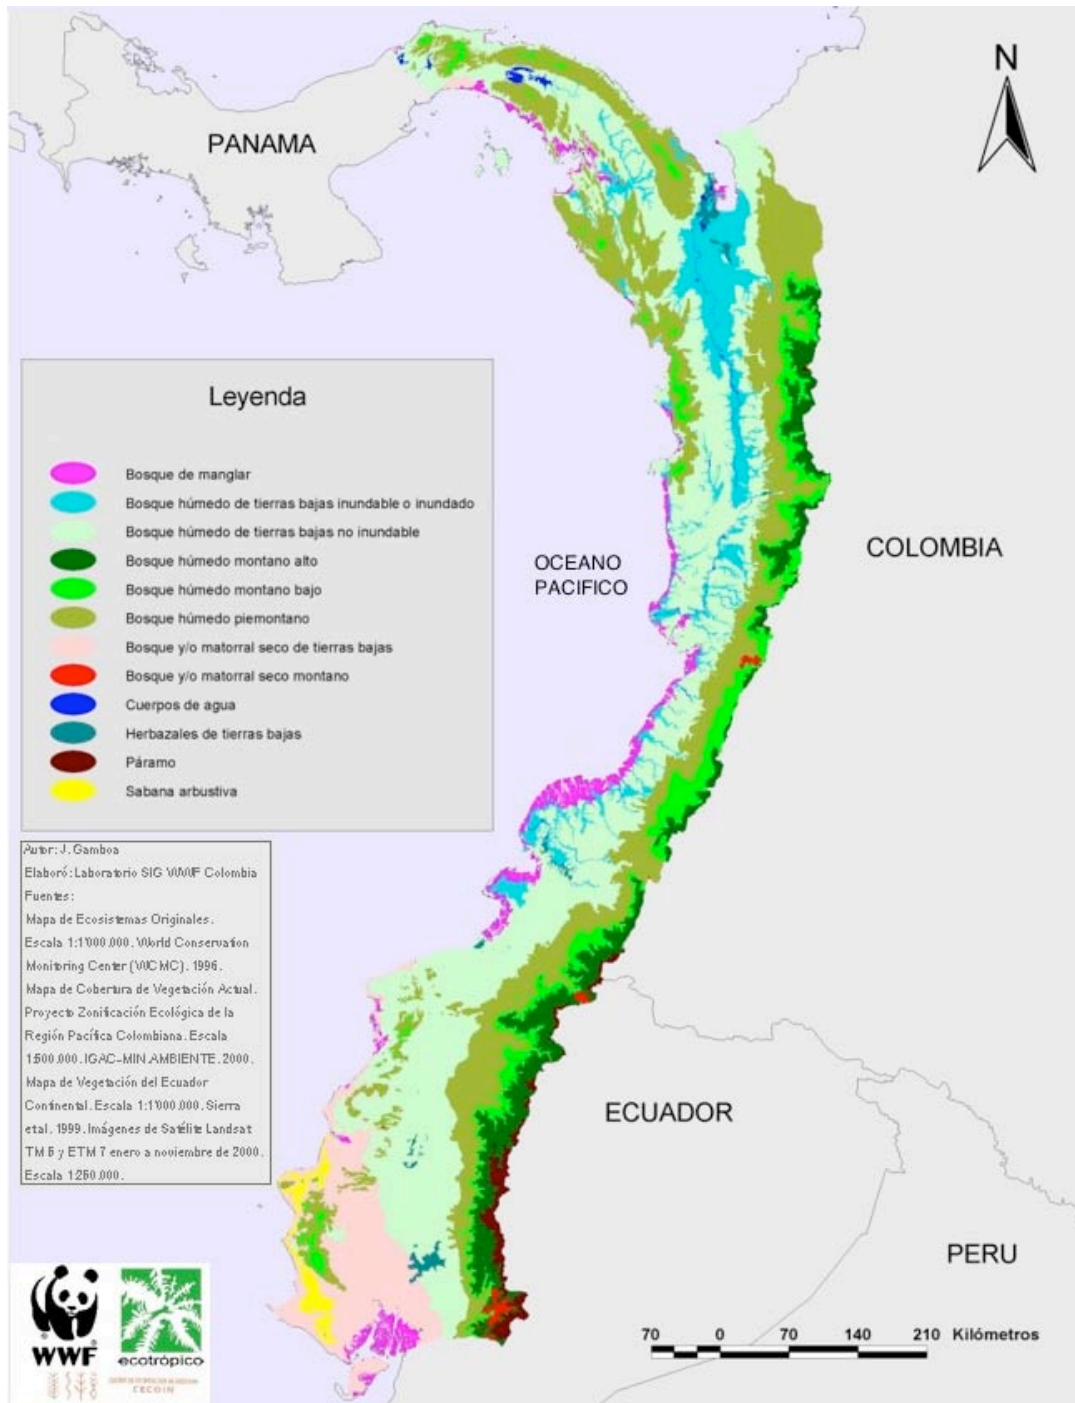 N
PANAMA
Leyenda
Bosque de manglar
Bosque húmedo de tierras bajas inundable o inundado
Bosque húmedo de tierras bajas no inundable
Bosque húmedo montano alto
Bosque húmedo montano bajo
Bosque húmedo piemontano
Bosque y/o matorral seco de tierras bajas
Bosque y/o matorral seco montano
Cuerpos de agua
Herbazales de tierras bajas
Páramo
Sabana arbustiva
OCEANO
PACIFICO
COLOMBIA
Autor: J. Gamboa
Elaboró: Laboratorio SIG WWF Colombia
Fuentes:
Mapa de Ecosistemas Originales.
Escala 1:1'000.000. World Conservation
Monitoring Center (WCMC). 1996.
Mapa de Cobertura de Vegetación Actual.
Proyecto Zonificación Ecológica de la
Región Pacífica Colombiana. Escala
1:500.000. IGAC-MIN.AMBIENTE. 2000.
Mapa de Vegetación del Ecuador
Continental. Escala 1:1'000.000. Sierra
et al. 1999. Imágenes de Satélite Landsat
TM 5 y ETM 7 enero a noviembre de 2000.
Escala 1:250.000.
ECUADOR
PERU
WWF
ecotrópico
CECOIN
70 0 70 140 210 Kilómetros